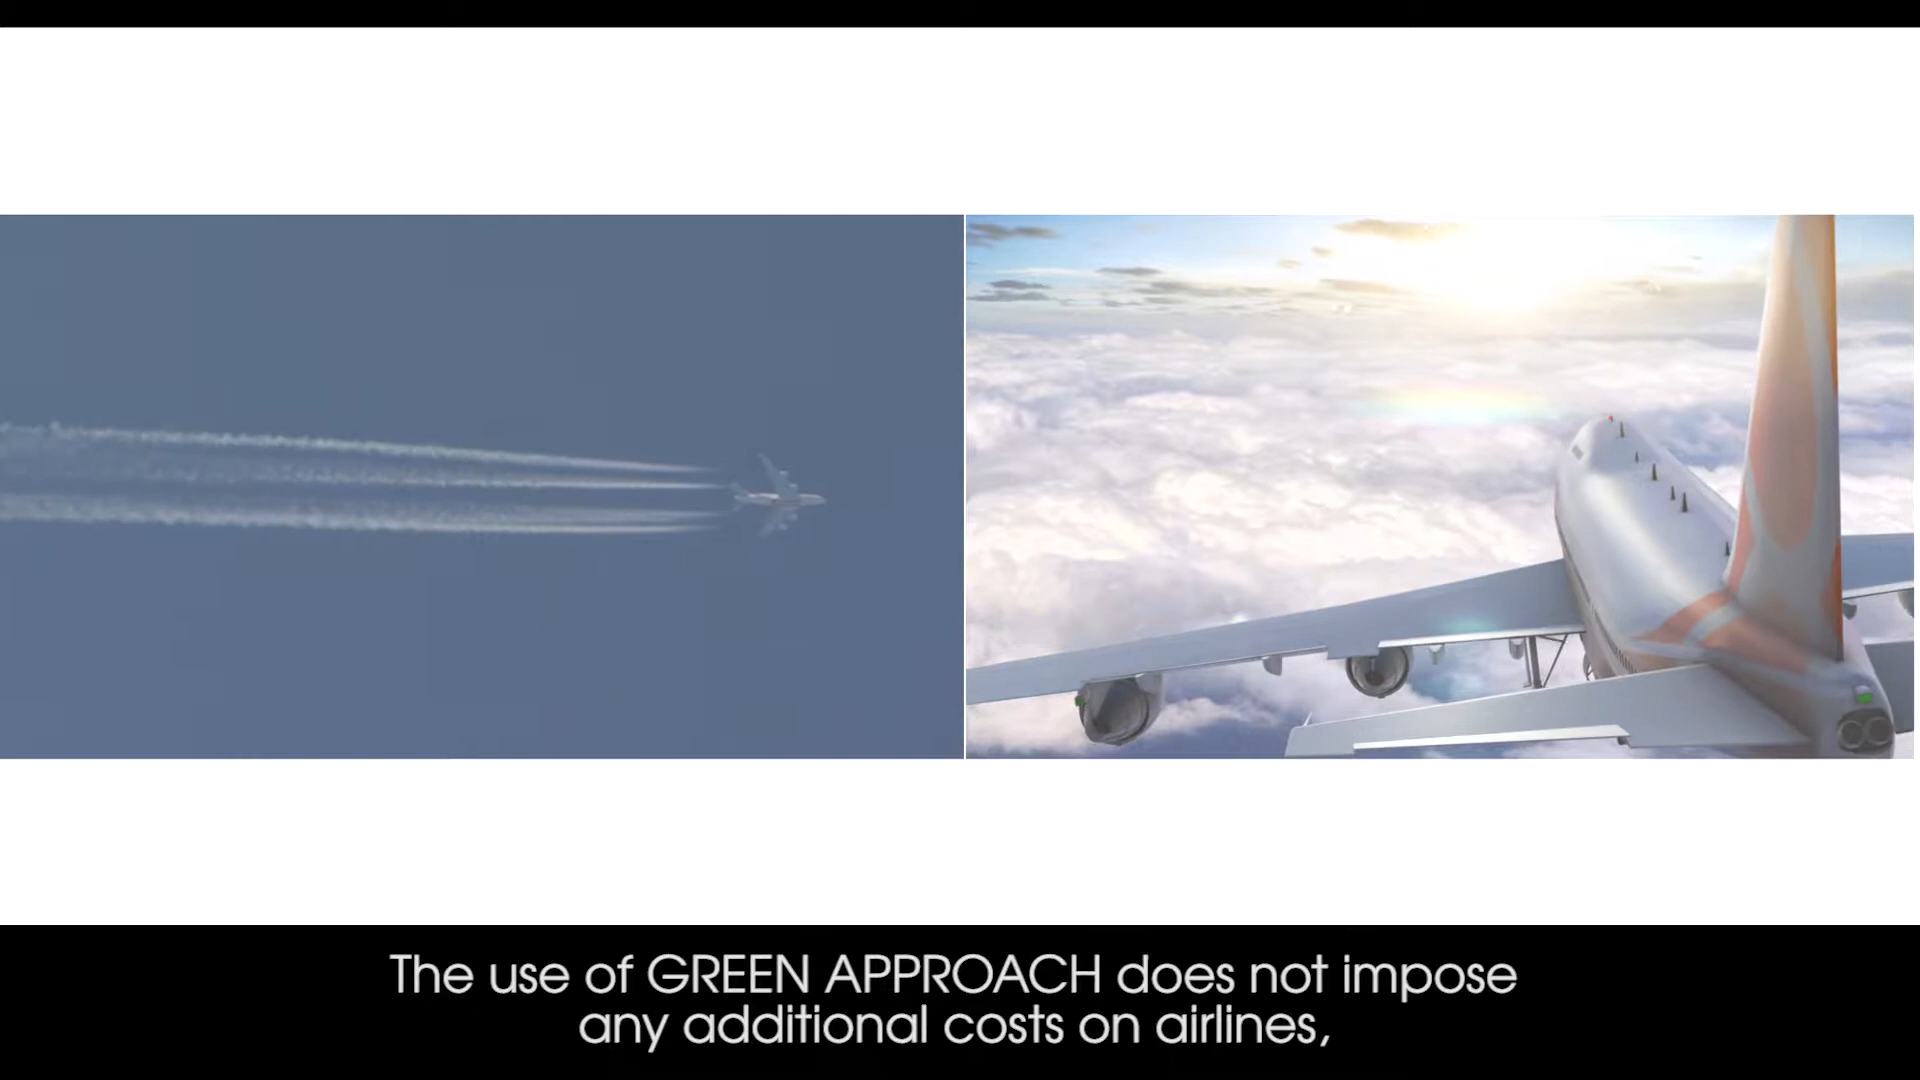 The use of GREEN APPROACH does not impose
any additional costs on airlines,